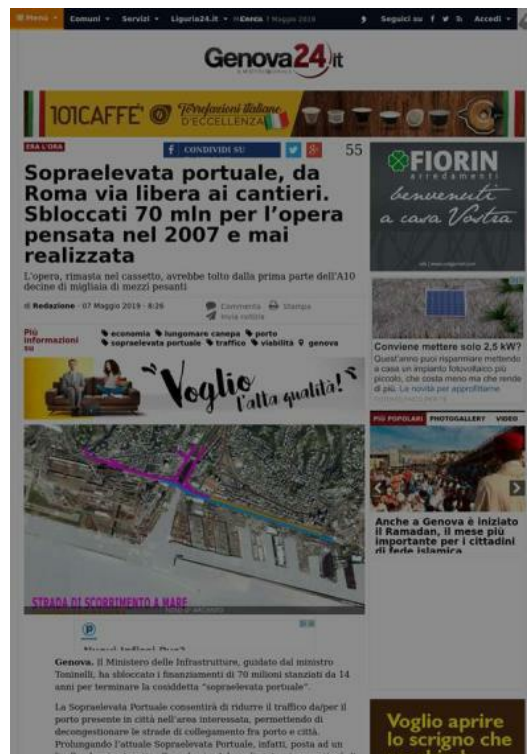 Menu Comuni Servizi Liguria24.it Cerca Maggio 2019 Seguici su Accedi
Genova24.it
101CAFFE' Torrefazioni italiane
D'ECCELLENZA
ERA L'ORA
CONDIVIDI SU
55
Sopraelevata portuale, da
Roma via libera ai cantieri.
Sbloccati 70 mln per l'opera
pensata nel 2007 e mai
realizzata
L'opera, rimasta nel cassetto, avrebbe tolto dalla prima parte dell'A10
decine di migliaia di mezzi pesanti
di Redazione - 07 Maggio 2019 - 8:26
Commenta Stampa
Invia notizia
Più
informazioni
su
economia lungomare canepa porto
sopraelevata portuale traffico viabilità genova
Voglio l'alta qualità!
STRADA DI SCORRIMENTO A MARE
Genova. Il Ministero delle Infrastrutture, guidato dal ministro
Toninelli, ha sbloccato i finanziamenti di 70 milioni stanziati da 14
anni per terminare la cosiddetta "sopraelevata portuale".
La Sopraelevata Portuale consentirà di ridurre il traffico da/per il
porto presente in città nell'area interessata, permettendo di
decongestionare le strade di collegamento fra porto e città.
Prolungando l'attuale Sopraelevata Portuale, infatti, posta ad un
FIORIN
arredamenti
benvenuti
a casa Vostra
Conviene mettere solo 2,5 kW?
Quest'anno puoi risparmiare mettendo
a casa un impianto fotovoltaico più
piccolo, che costa meno ma che rende
di più. La novità per approfittarne
PIÙ POPOLARI PHOTOGALLERY VIDEO
Anche a Genova è iniziato
il Ramadan, il mese più
importante per i cittadini
di fede islamica
Voglio aprire
lo scrigno che